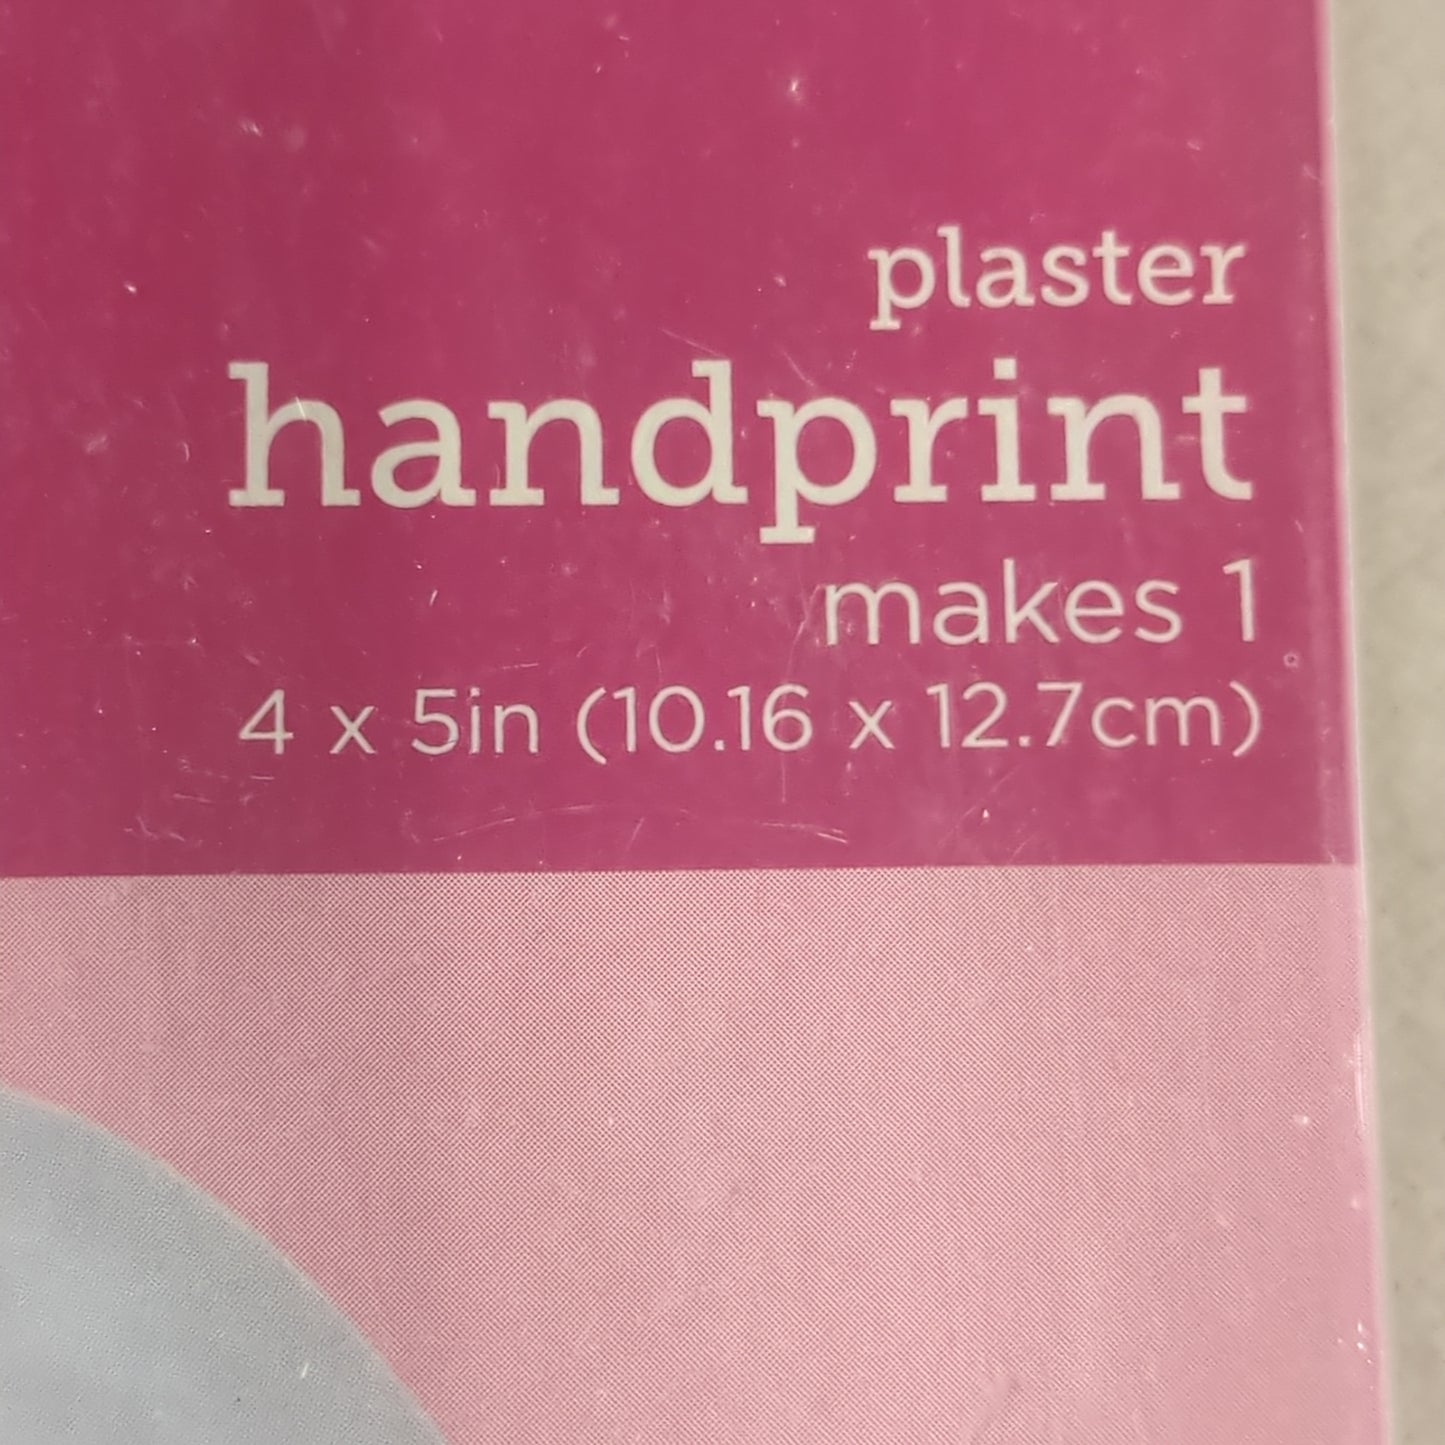 plaster
handprint
makes 1
4 x 5in (10.16 x 12.7cm)